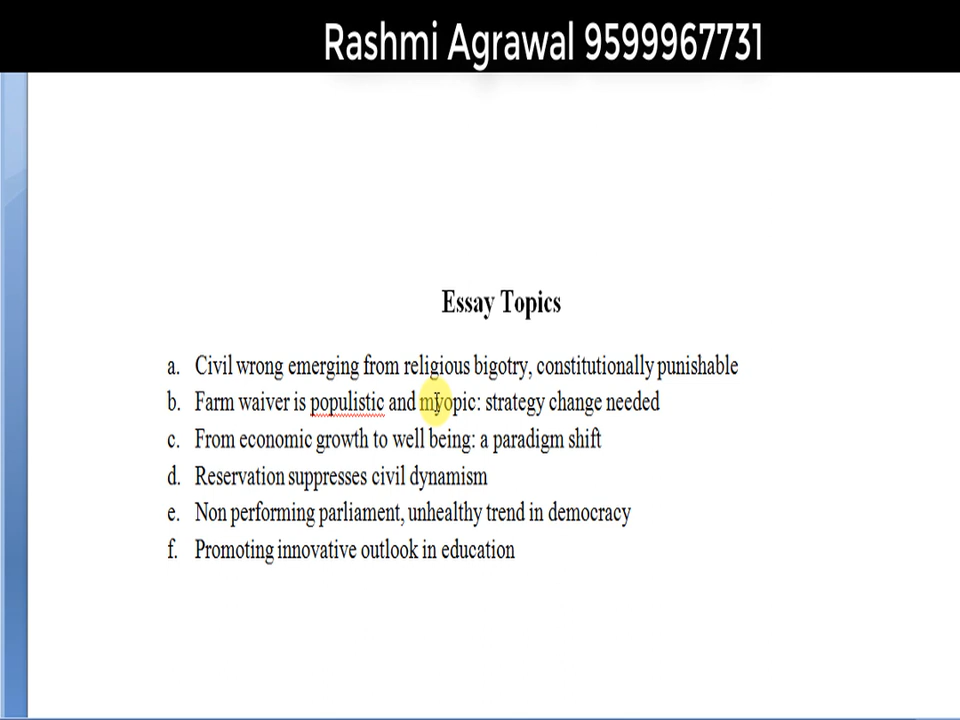 Rashmi Agrawal 9599967731
Essay Topics
a. Civil wrong emerging from religious bigotry, constitutionally punishable
b. Farm waiver is populistic and myopic: strategy change needed
c. From economic growth to well being: a paradigm shift
d. Reservation suppresses civil dynamism
e. Non performing parliament, unhealthy trend in democracy
f. Promoting innovative outlook in education